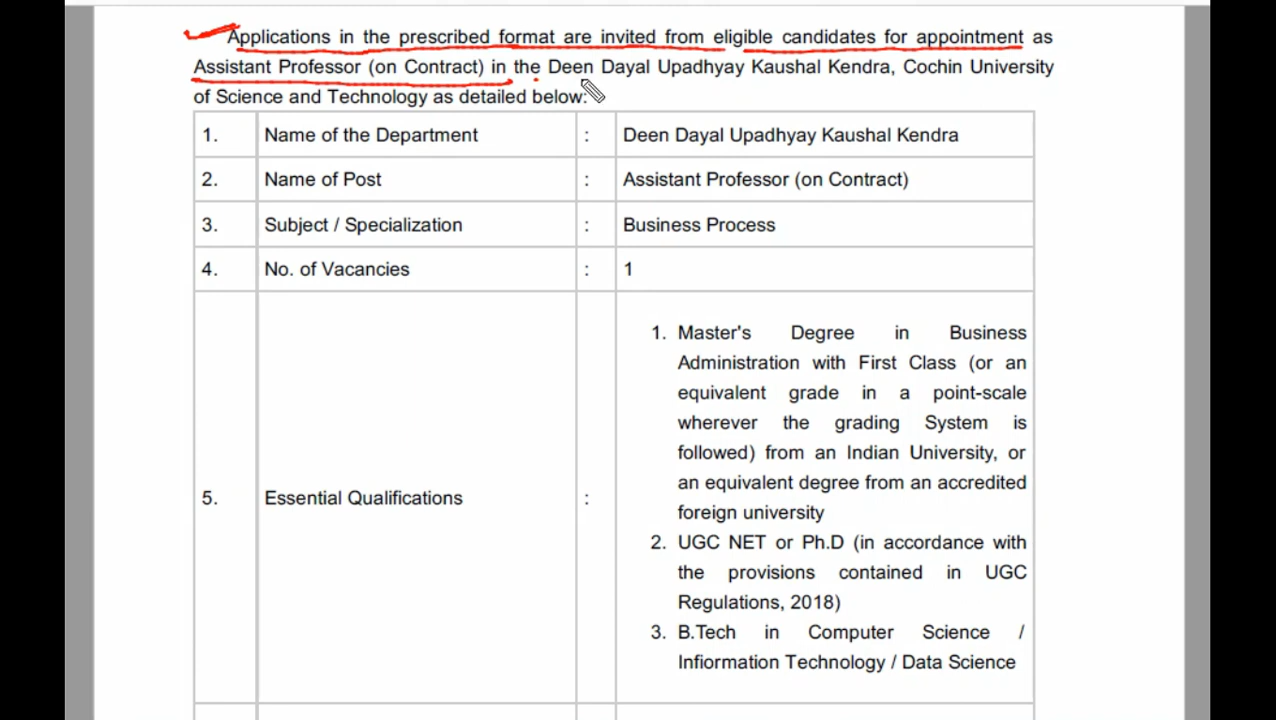 Applications in the prescribed format are invited from eligible candidates for appointment as
Assistant Professor (on Contract) in the Deen Dayal Upadhyay Kaushal Kendra, Cochin University
of Science and Technology as detailed below:
1. Name of the Department : Deen Dayal Upadhyay Kaushal Kendra
2. Name of Post : Assistant Professor (on Contract)
3. Subject / Specialization : Business Process
4. No. of Vacancies : 1
5. Essential Qualifications :
1. Master's Degree in Business
Administration with First Class (or an
equivalent grade in a point-scale
wherever the grading System is
followed) from an Indian University, or
an equivalent degree from an accredited
foreign university
2. UGC NET or Ph.D (in accordance with
the provisions contained in UGC
Regulations, 2018)
3. B.Tech in Computer Science /
Infiormation Technology / Data Science